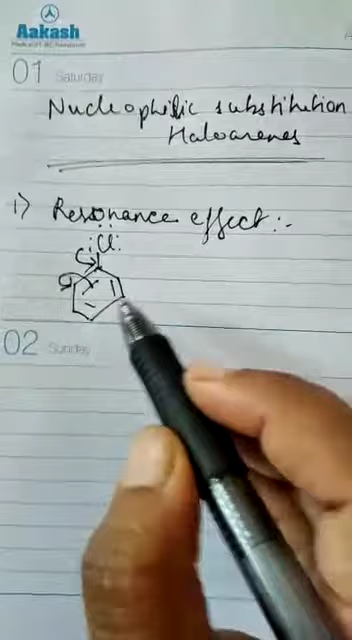 Aakash
01 Saturday
Nucleophilic substitution
Haloarenes
1) Resonance effect:-
:Cl:
02 Sunday